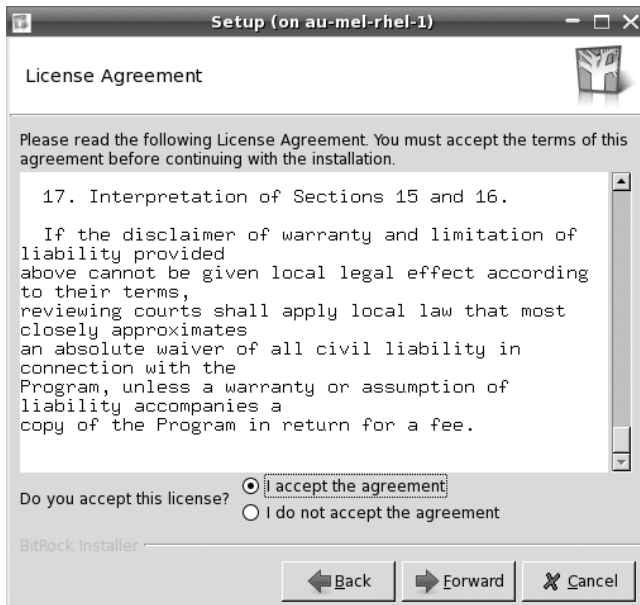 Setup (on au-mel-rhel-1)
License Agreement
Please read the following License Agreement. You must accept the terms of this
agreement before continuing with the installation.
17. Interpretation of Sections 15 and 16.
If the disclaimer of warranty and limitation of
liability provided
above cannot be given local legal effect according
to their terms,
reviewing courts shall apply local law that most
closely approximates
an absolute waiver of all civil liability in
connection with the
Program, unless a warranty or assumption of
liability accompanies a
copy of the Program in return for a fee.
Do you accept this license?
I accept the agreement
I do not accept the agreement
BitRock Installer
Back
Forward
Cancel